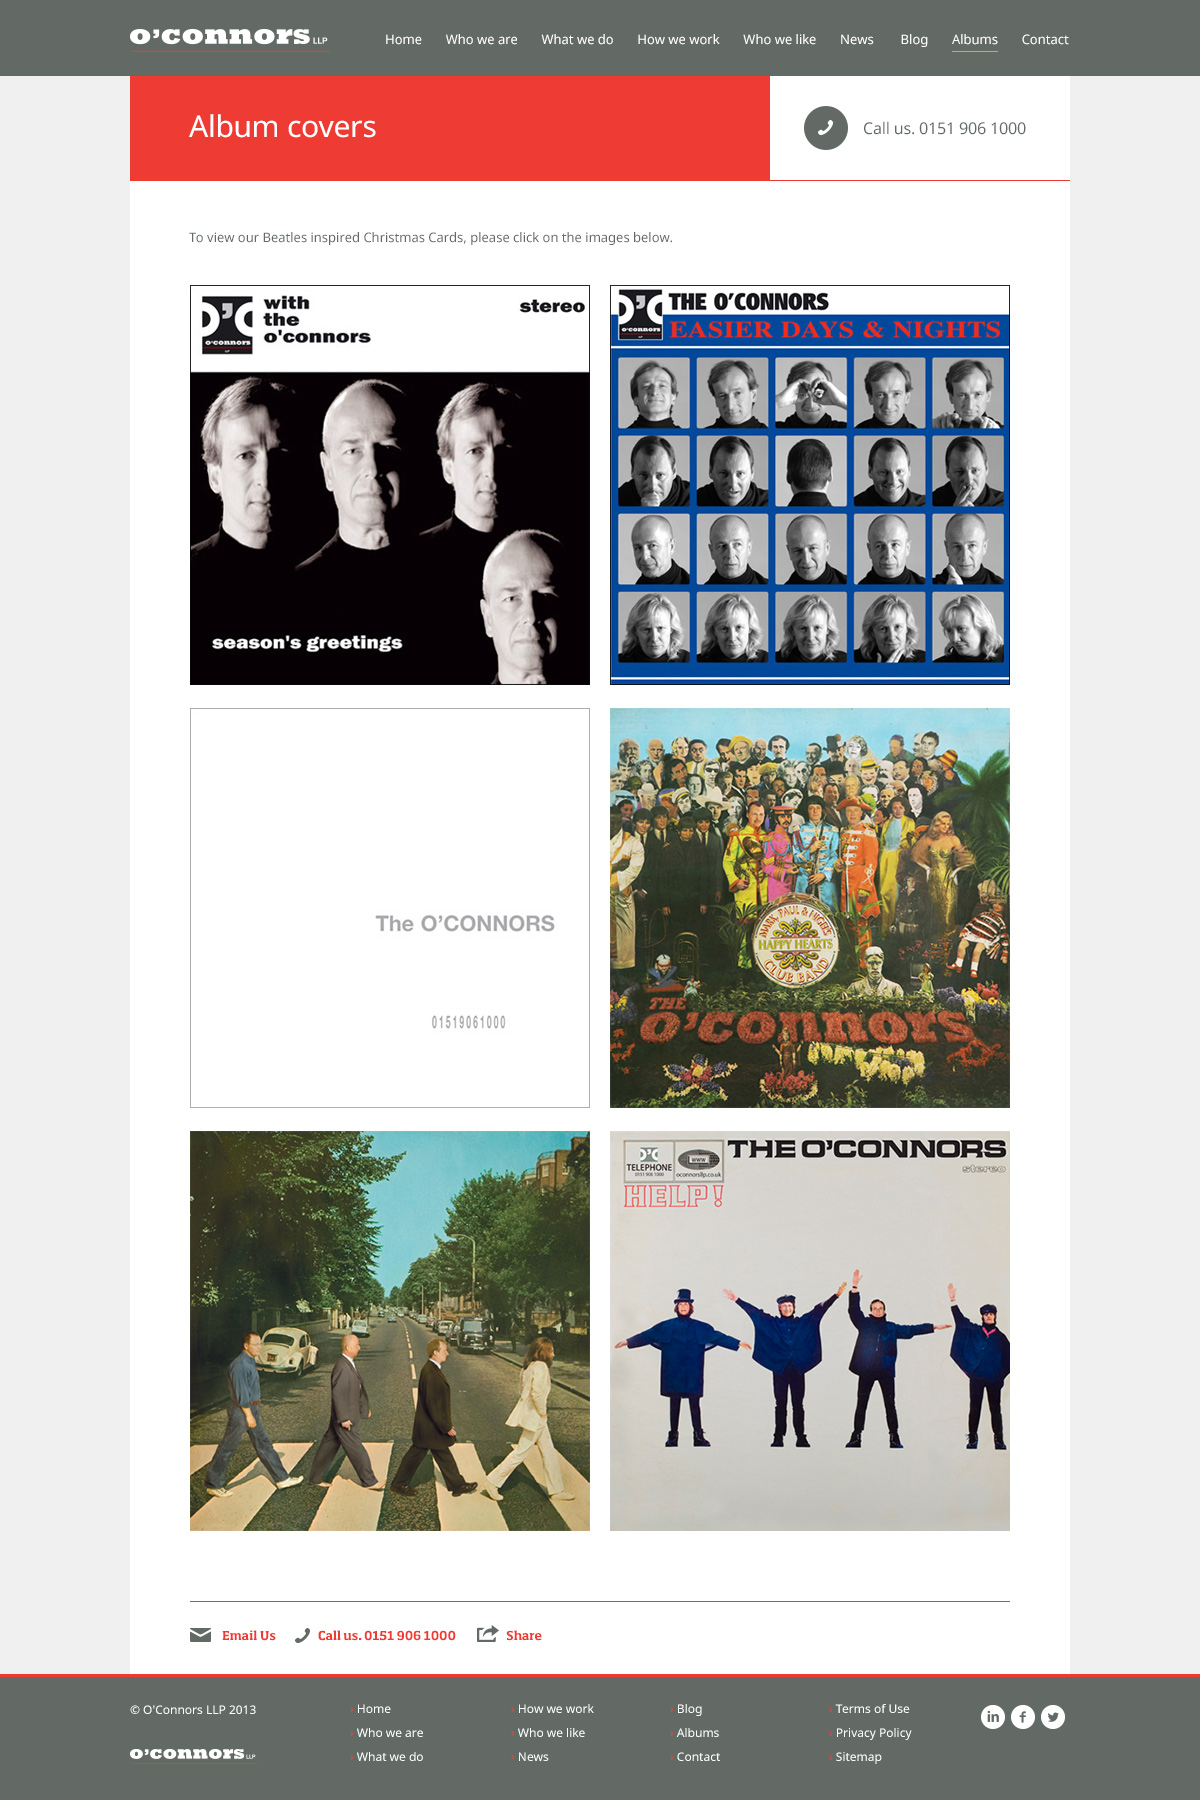 o'connors LLP
Home Who we are What we do How we work Who we like News Blog Albums Contact
Album covers
Call us. 0151 906 1000
To view our Beatles inspired Christmas Cards, please click on the images below.
with
the
o'connors
stereo
o'connors
LLP
season's greetings
THE O'CONNORS
EASIER DAYS & NIGHTS
o'connors
The O'CONNORS
01519061000
MARK, PAUL & NIGEL'S
HAPPY HEARTS
CLUB BAND
THE
o'connors
THE O'CONNORS
stereo
TELEPHONE
0151 906 1000
WWW
oconnorsllp.co.uk
HELP!
Email Us
Call us. 0151 906 1000
Share
© O'Connors LLP 2013
Home
Who we are
What we do
How we work
Who we like
News
Blog
Albums
Contact
Terms of Use
Privacy Policy
Sitemap
in f
o'connors LLP